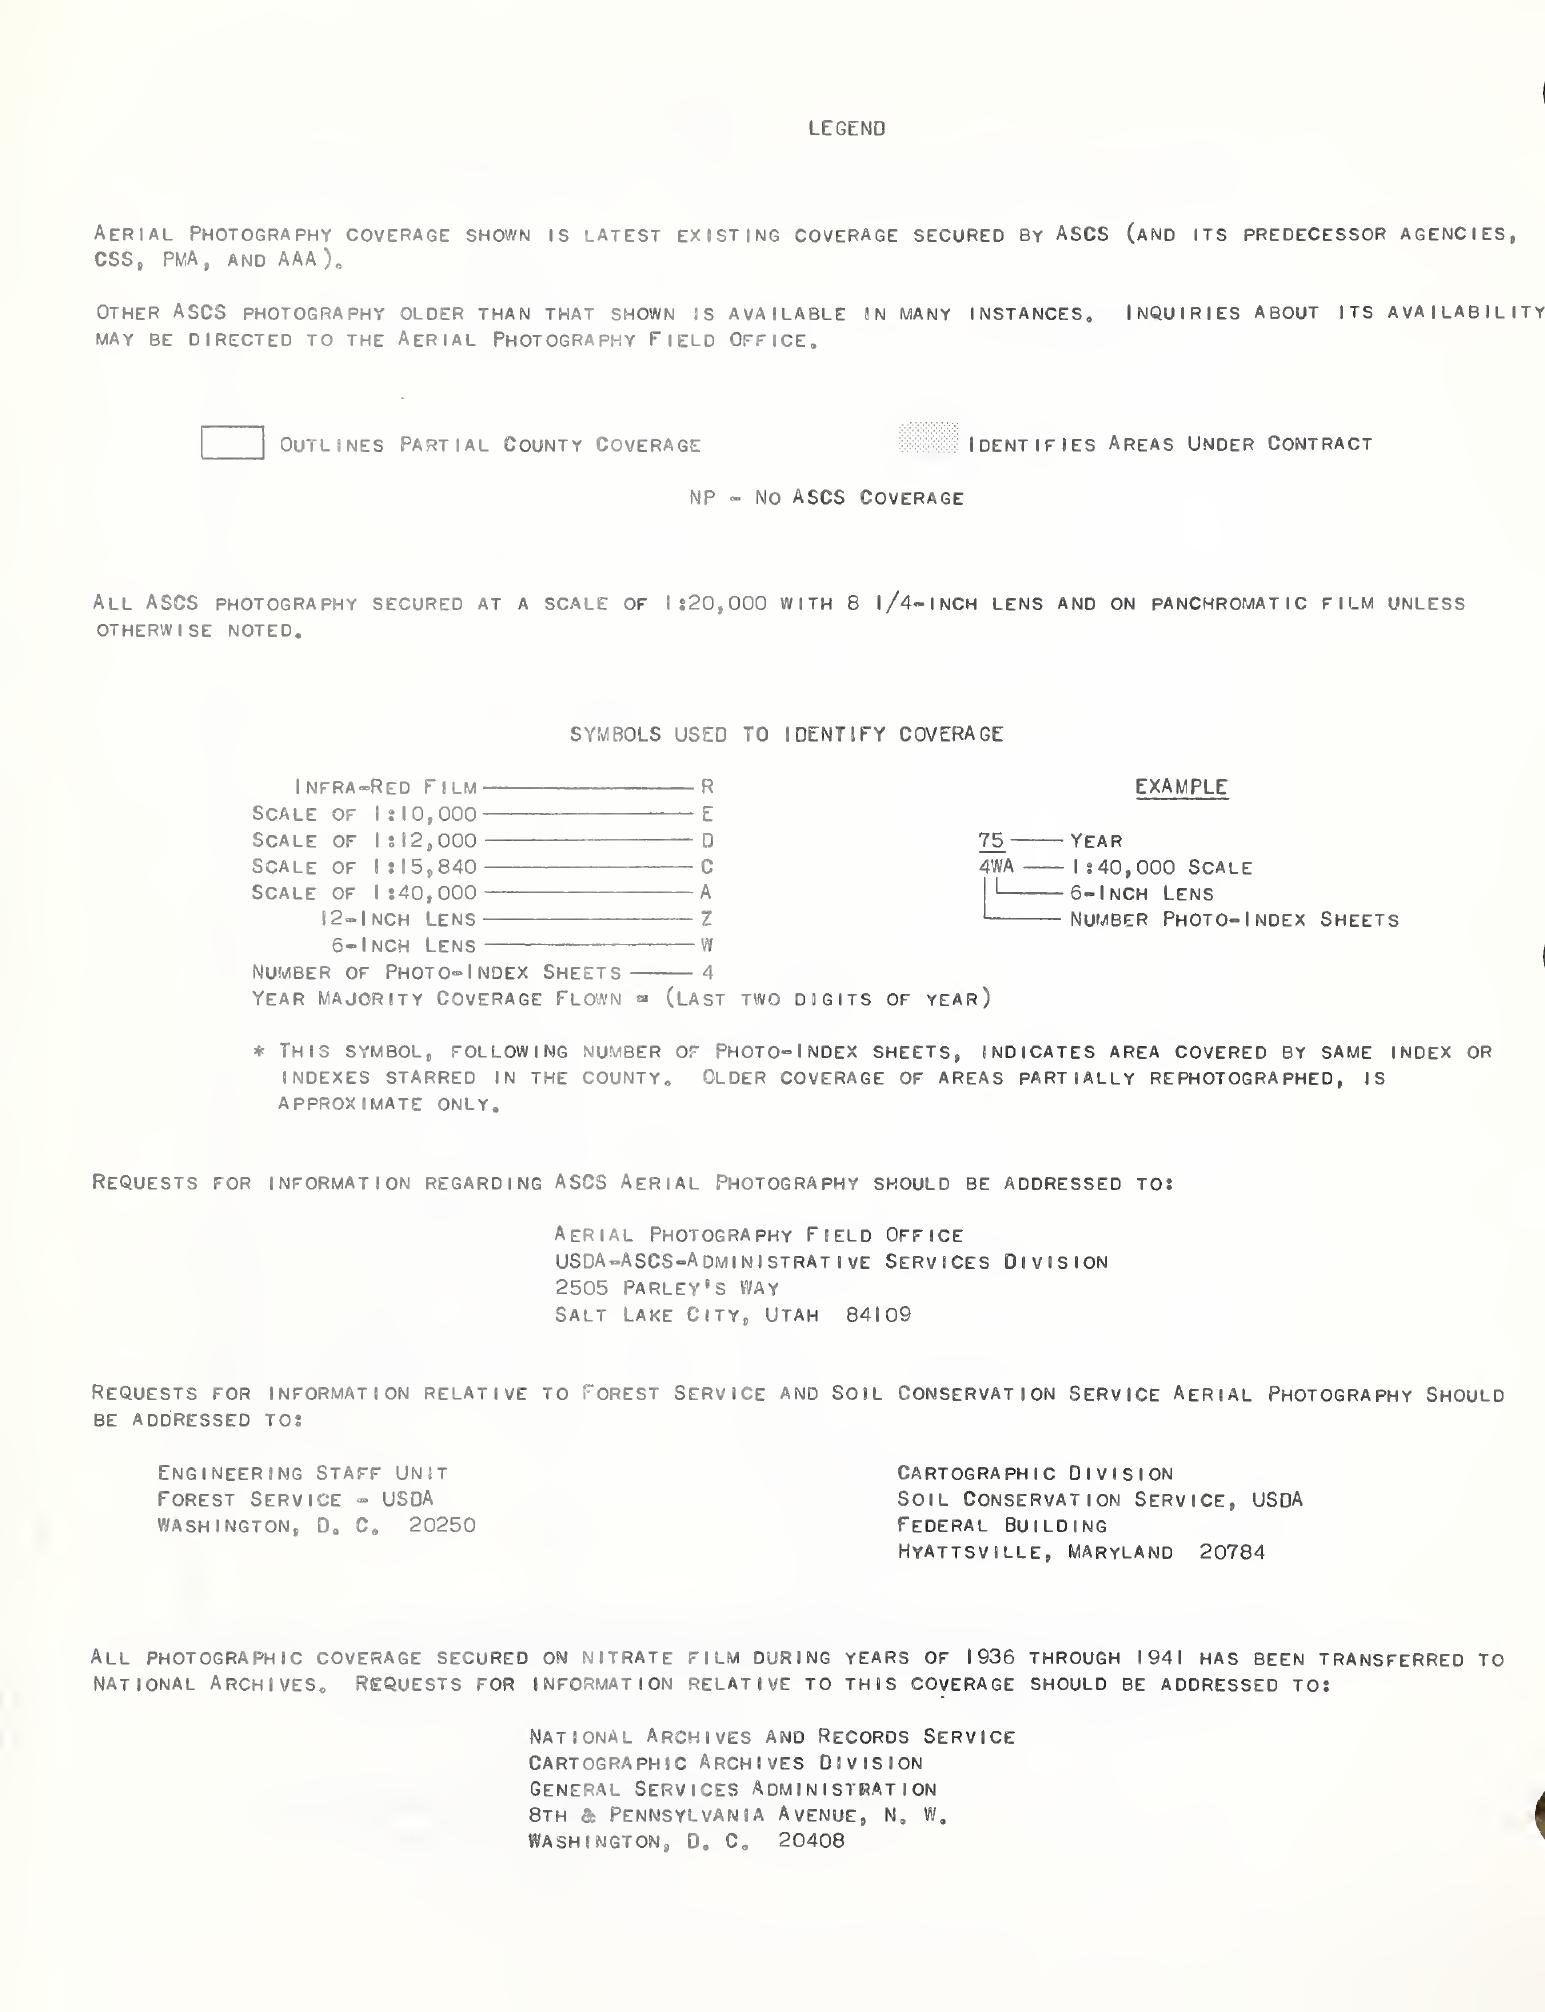 LEGEND
AERIAL PHOTOGRAPHY COVERAGE SHOWN IS LATEST EXISTING COVERAGE SECURED BY ASCS (AND ITS PREDECESSOR AGENCIES,
CSS, PMA, AND AAA).
OTHER ASCS PHOTOGRAPHY OLDER THAN THAT SHOWN IS AVAILABLE IN MANY INSTANCES. INQUIRIES ABOUT ITS AVAILABILITY
MAY BE DIRECTED TO THE AERIAL PHOTOGRAPHY FIELD OFFICE.
OUTLINES PARTIAL COUNTY COVERAGE
IDENTIFIES AREAS UNDER CONTRACT
NP - NO ASCS COVERAGE
ALL ASCS PHOTOGRAPHY SECURED AT A SCALE OF 1:20,000 WITH 8 1/4-INCH LENS AND ON PANCHROMATIC FILM UNLESS
OTHERWISE NOTED.
SYMBOLS USED TO IDENTIFY COVERAGE
INFRA-RED FILM R
SCALE OF 1:10,000 E
SCALE OF 1:12,000 D
SCALE OF 1:15,840 C
SCALE OF 1:40,000 A
12-INCH LENS Z
6-INCH LENS W
NUMBER OF PHOTO-INDEX SHEETS 4
YEAR MAJORITY COVERAGE FLOWN = (LAST TWO DIGITS OF YEAR)
EXAMPLE
75 YEAR
4WA 1:40,000 SCALE
6-INCH LENS
NUMBER PHOTO-INDEX SHEETS
* THIS SYMBOL, FOLLOWING NUMBER OF PHOTO-INDEX SHEETS, INDICATES AREA COVERED BY SAME INDEX OR
INDEXES STARRED IN THE COUNTY. OLDER COVERAGE OF AREAS PARTIALLY REPHOTOGRAPHED, IS
APPROXIMATE ONLY.
REQUESTS FOR INFORMATION REGARDING ASCS AERIAL PHOTOGRAPHY SHOULD BE ADDRESSED TO:
AERIAL PHOTOGRAPHY FIELD OFFICE
USDA-ASCS-ADMINISTRATIVE SERVICES DIVISION
2505 PARLEY'S WAY
SALT LAKE CITY, UTAH 84109
REQUESTS FOR INFORMATION RELATIVE TO FOREST SERVICE AND SOIL CONSERVATION SERVICE AERIAL PHOTOGRAPHY SHOULD
BE ADDRESSED TO:
ENGINEERING STAFF UNIT
FOREST SERVICE - USDA
WASHINGTON, D. C. 20250
CARTOGRAPHIC DIVISION
SOIL CONSERVATION SERVICE, USDA
FEDERAL BUILDING
HYATTSVILLE, MARYLAND 20784
ALL PHOTOGRAPHIC COVERAGE SECURED ON NITRATE FILM DURING YEARS OF 1936 THROUGH 1941 HAS BEEN TRANSFERRED TO
NATIONAL ARCHIVES. REQUESTS FOR INFORMATION RELATIVE TO THIS COVERAGE SHOULD BE ADDRESSED TO:
NATIONAL ARCHIVES AND RECORDS SERVICE
CARTOGRAPHIC ARCHIVES DIVISION
GENERAL SERVICES ADMINISTRATION
8TH & PENNSYLVANIA AVENUE, N. W.
WASHINGTON, D. C. 20408